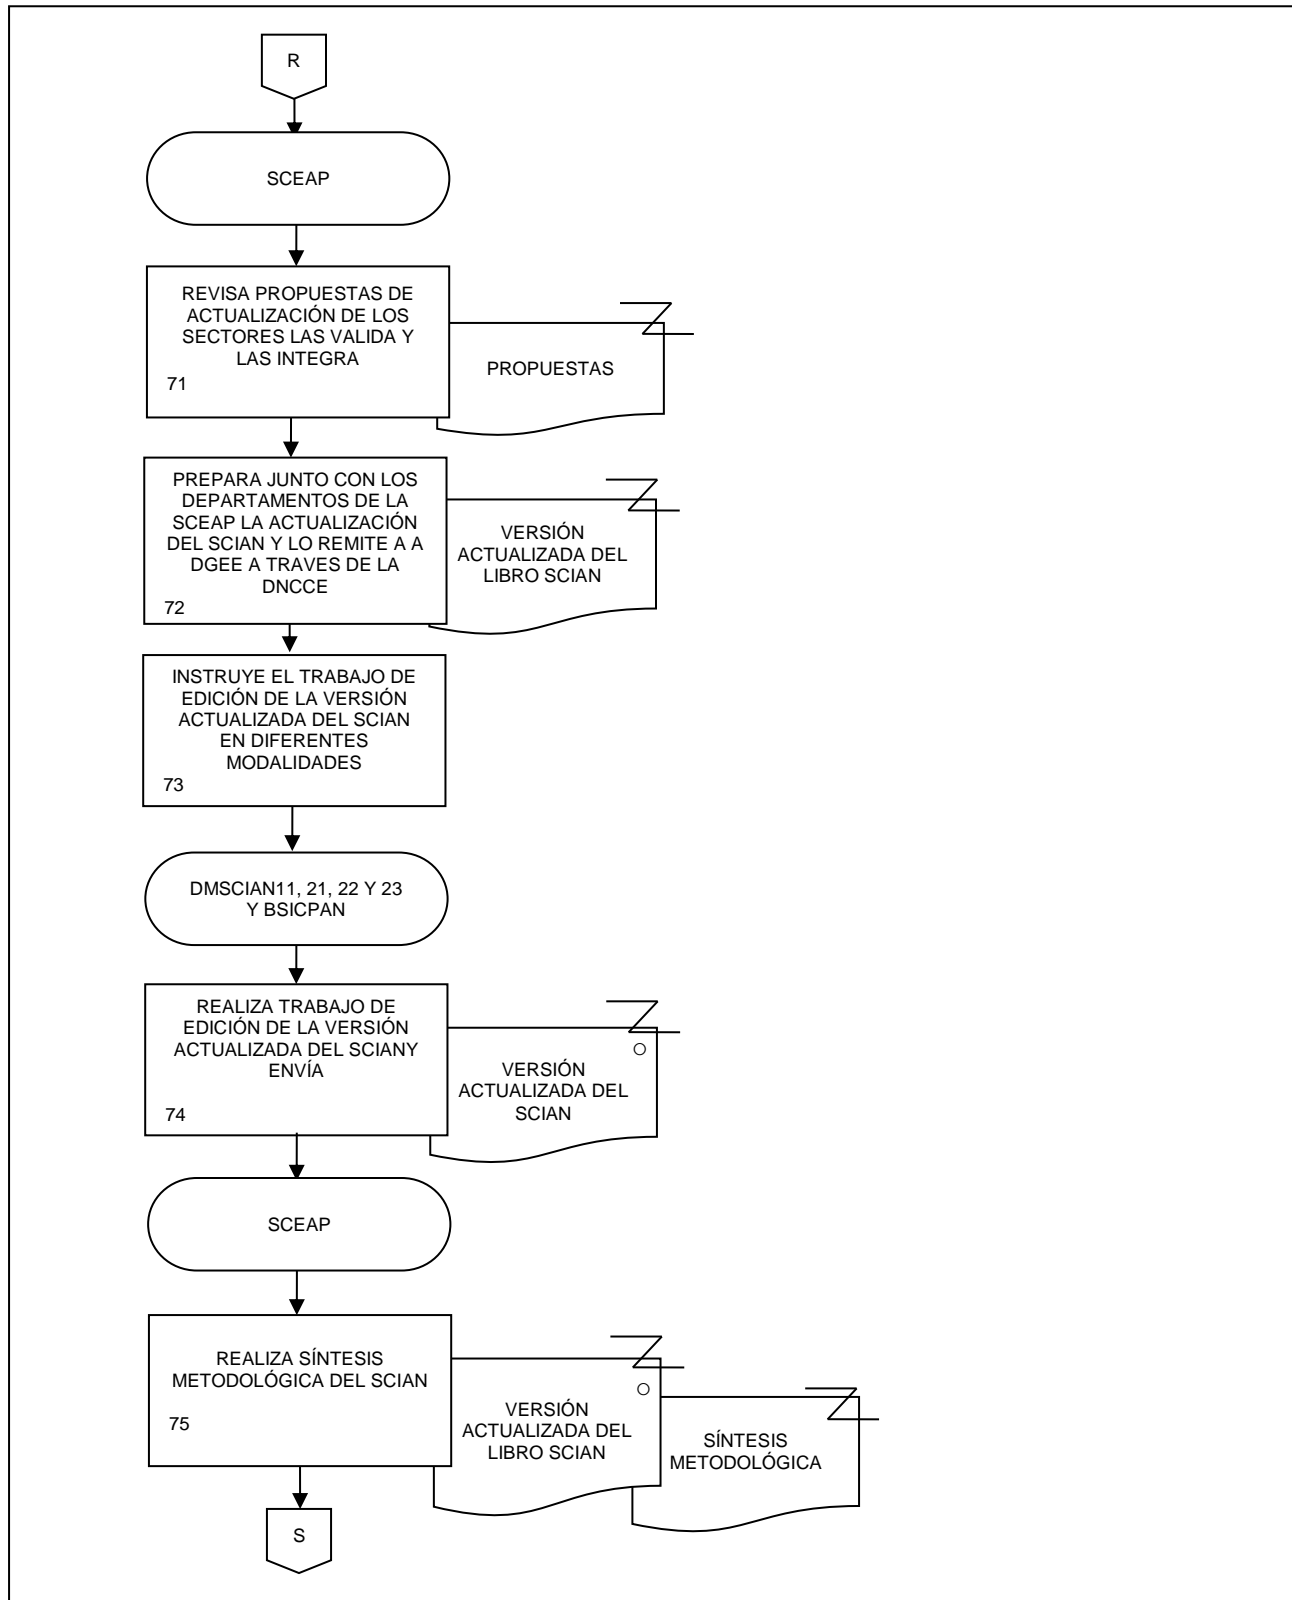 R
SCEAP
REVISA PROPUESTAS DE
ACTUALIZACIÓN DE LOS
SECTORES LAS VALIDA Y
LAS INTEGRA
71
PROPUESTAS
PREPARA JUNTO CON LOS
DEPARTAMENTOS DE LA
SCEAP LA ACTUALIZACIÓN
DEL SCIAN Y LO REMITE A A
DGEE A TRAVES DE LA
DNCCE
72
VERSIÓN
ACTUALIZADA DEL
LIBRO SCIAN
INSTRUYE EL TRABAJO DE
EDICIÓN DE LA VERSIÓN
ACTUALIZADA DEL SCIAN
EN DIFERENTES
MODALIDADES
73
DMSCIAN11, 21, 22 Y 23
Y BSICPAN
REALIZA TRABAJO DE
EDICIÓN DE LA VERSIÓN
ACTUALIZADA DEL SCIANY
ENVÍA
74
O
VERSIÓN
ACTUALIZADA DEL
SCIAN
SCEAP
REALIZA SÍNTESIS
METODOLÓGICA DEL SCIAN
75
O
VERSIÓN
ACTUALIZADA DEL
LIBRO SCIAN
SÍNTESIS
METODOLÓGICA
S